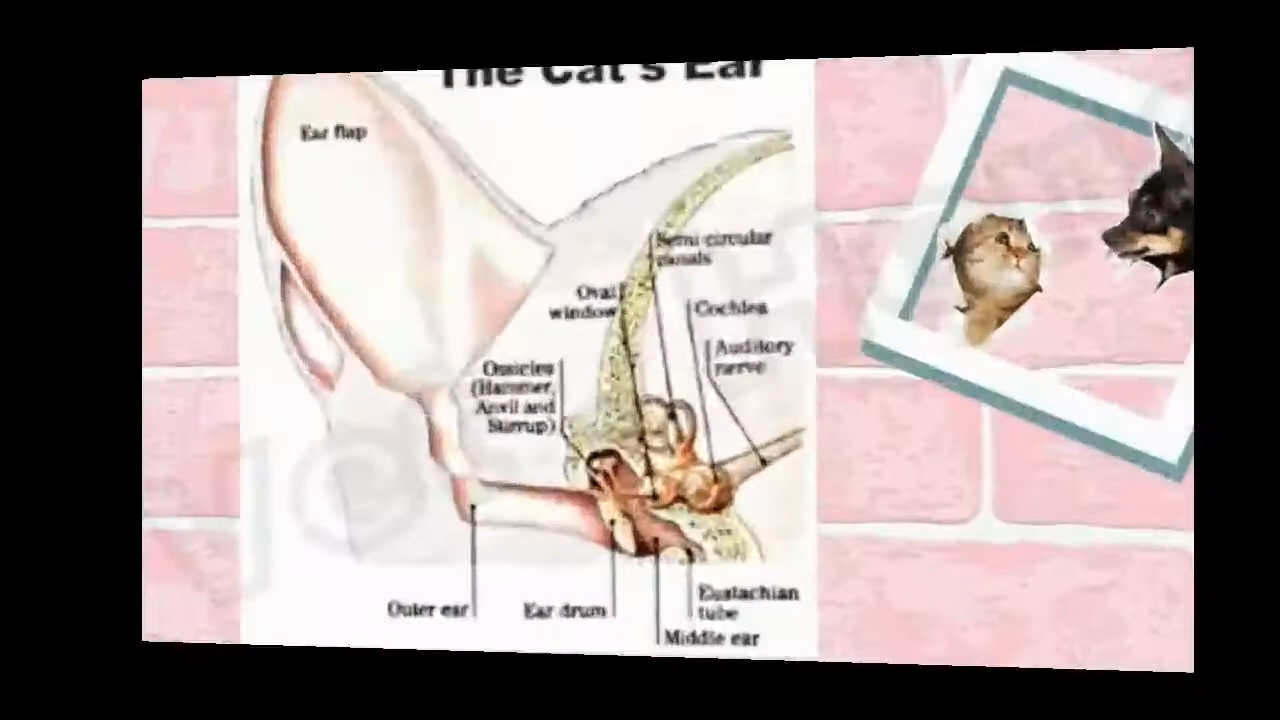 The Cat's Ear
Ear flap
Semi-circular
canals
Oval
window
Cochlea
Auditory
nerve
Ossicles
(Hammer,
Anvil and
Stirrup)
Outer ear
Ear drum
Eustachian
tube
Middle ear